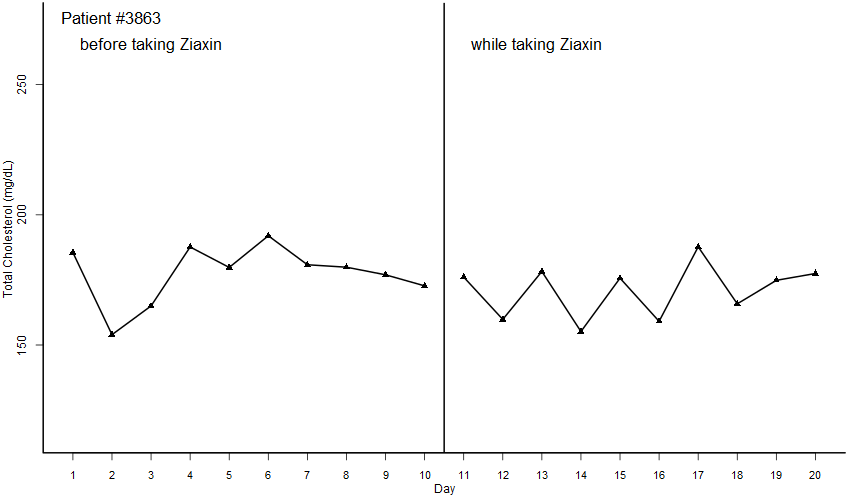 Patient #3863
before taking Ziaxin
while taking Ziaxin
Total Cholesterol (mg/dL)
250
200
150
1 2 3 4 5 6 7 8 9 10 11 12 13 14 15 16 17 18 19 20
Day